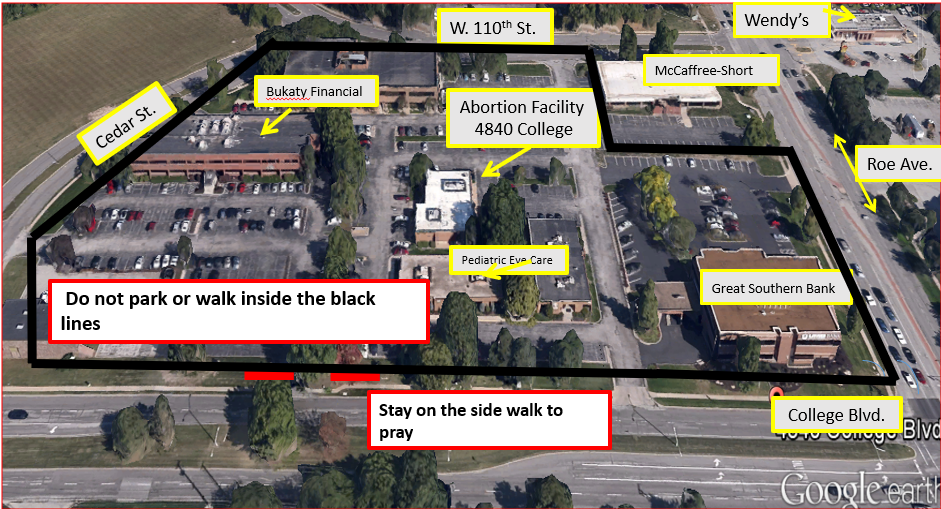 Wendy's
W. 110th St.
McCaffree-Short
Bukaty Financial
Abortion Facility
4840 College
Cedar St.
Roe Ave.
Pediatric Eye Care
Great Southern Bank
Do not park or walk inside the black
lines
Stay on the side walk to
pray
College Blvd.
College Blvd
Google earth